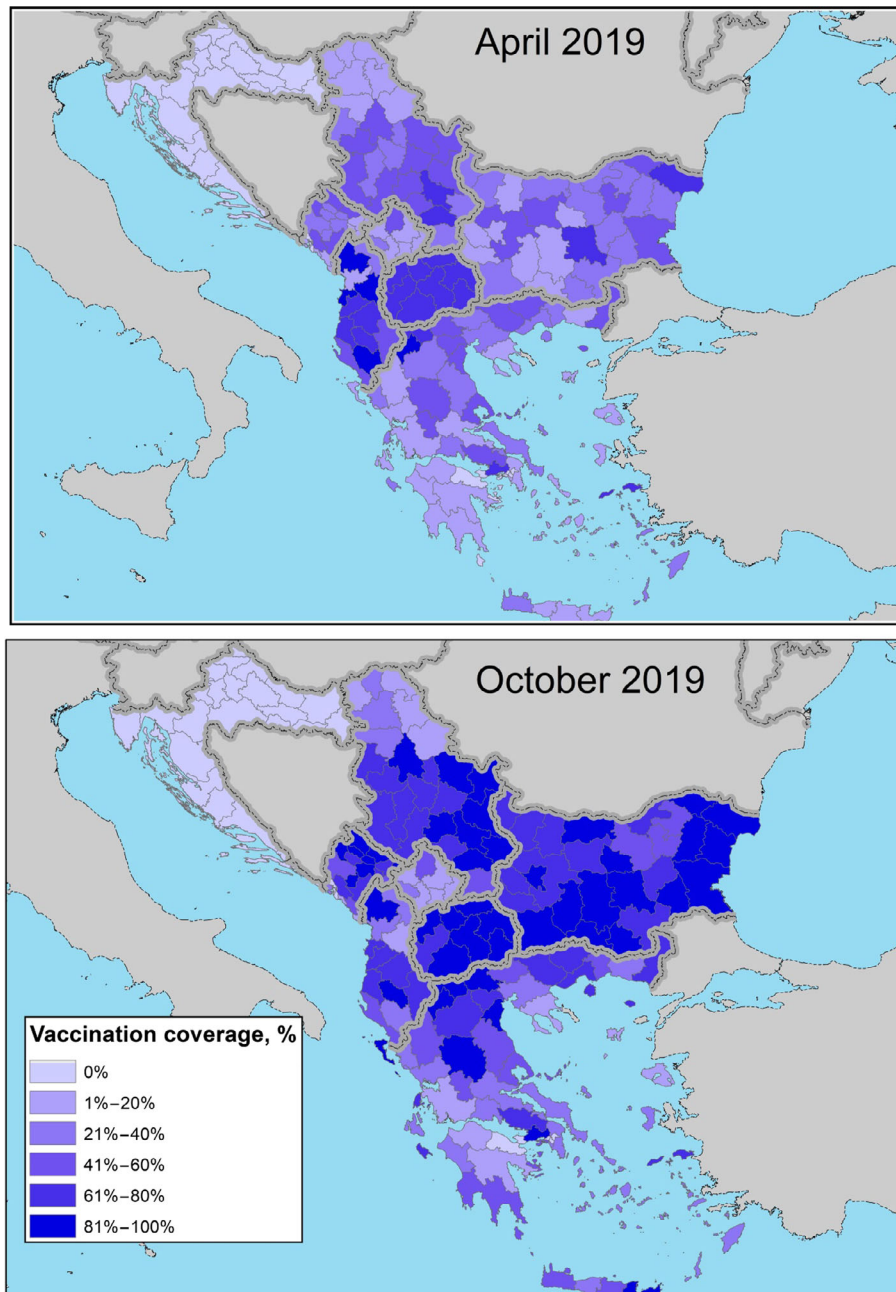 April 2019
October 2019
Vaccination coverage, %
0%
1%–20%
21%–40%
41%–60%
61%–80%
81%–100%